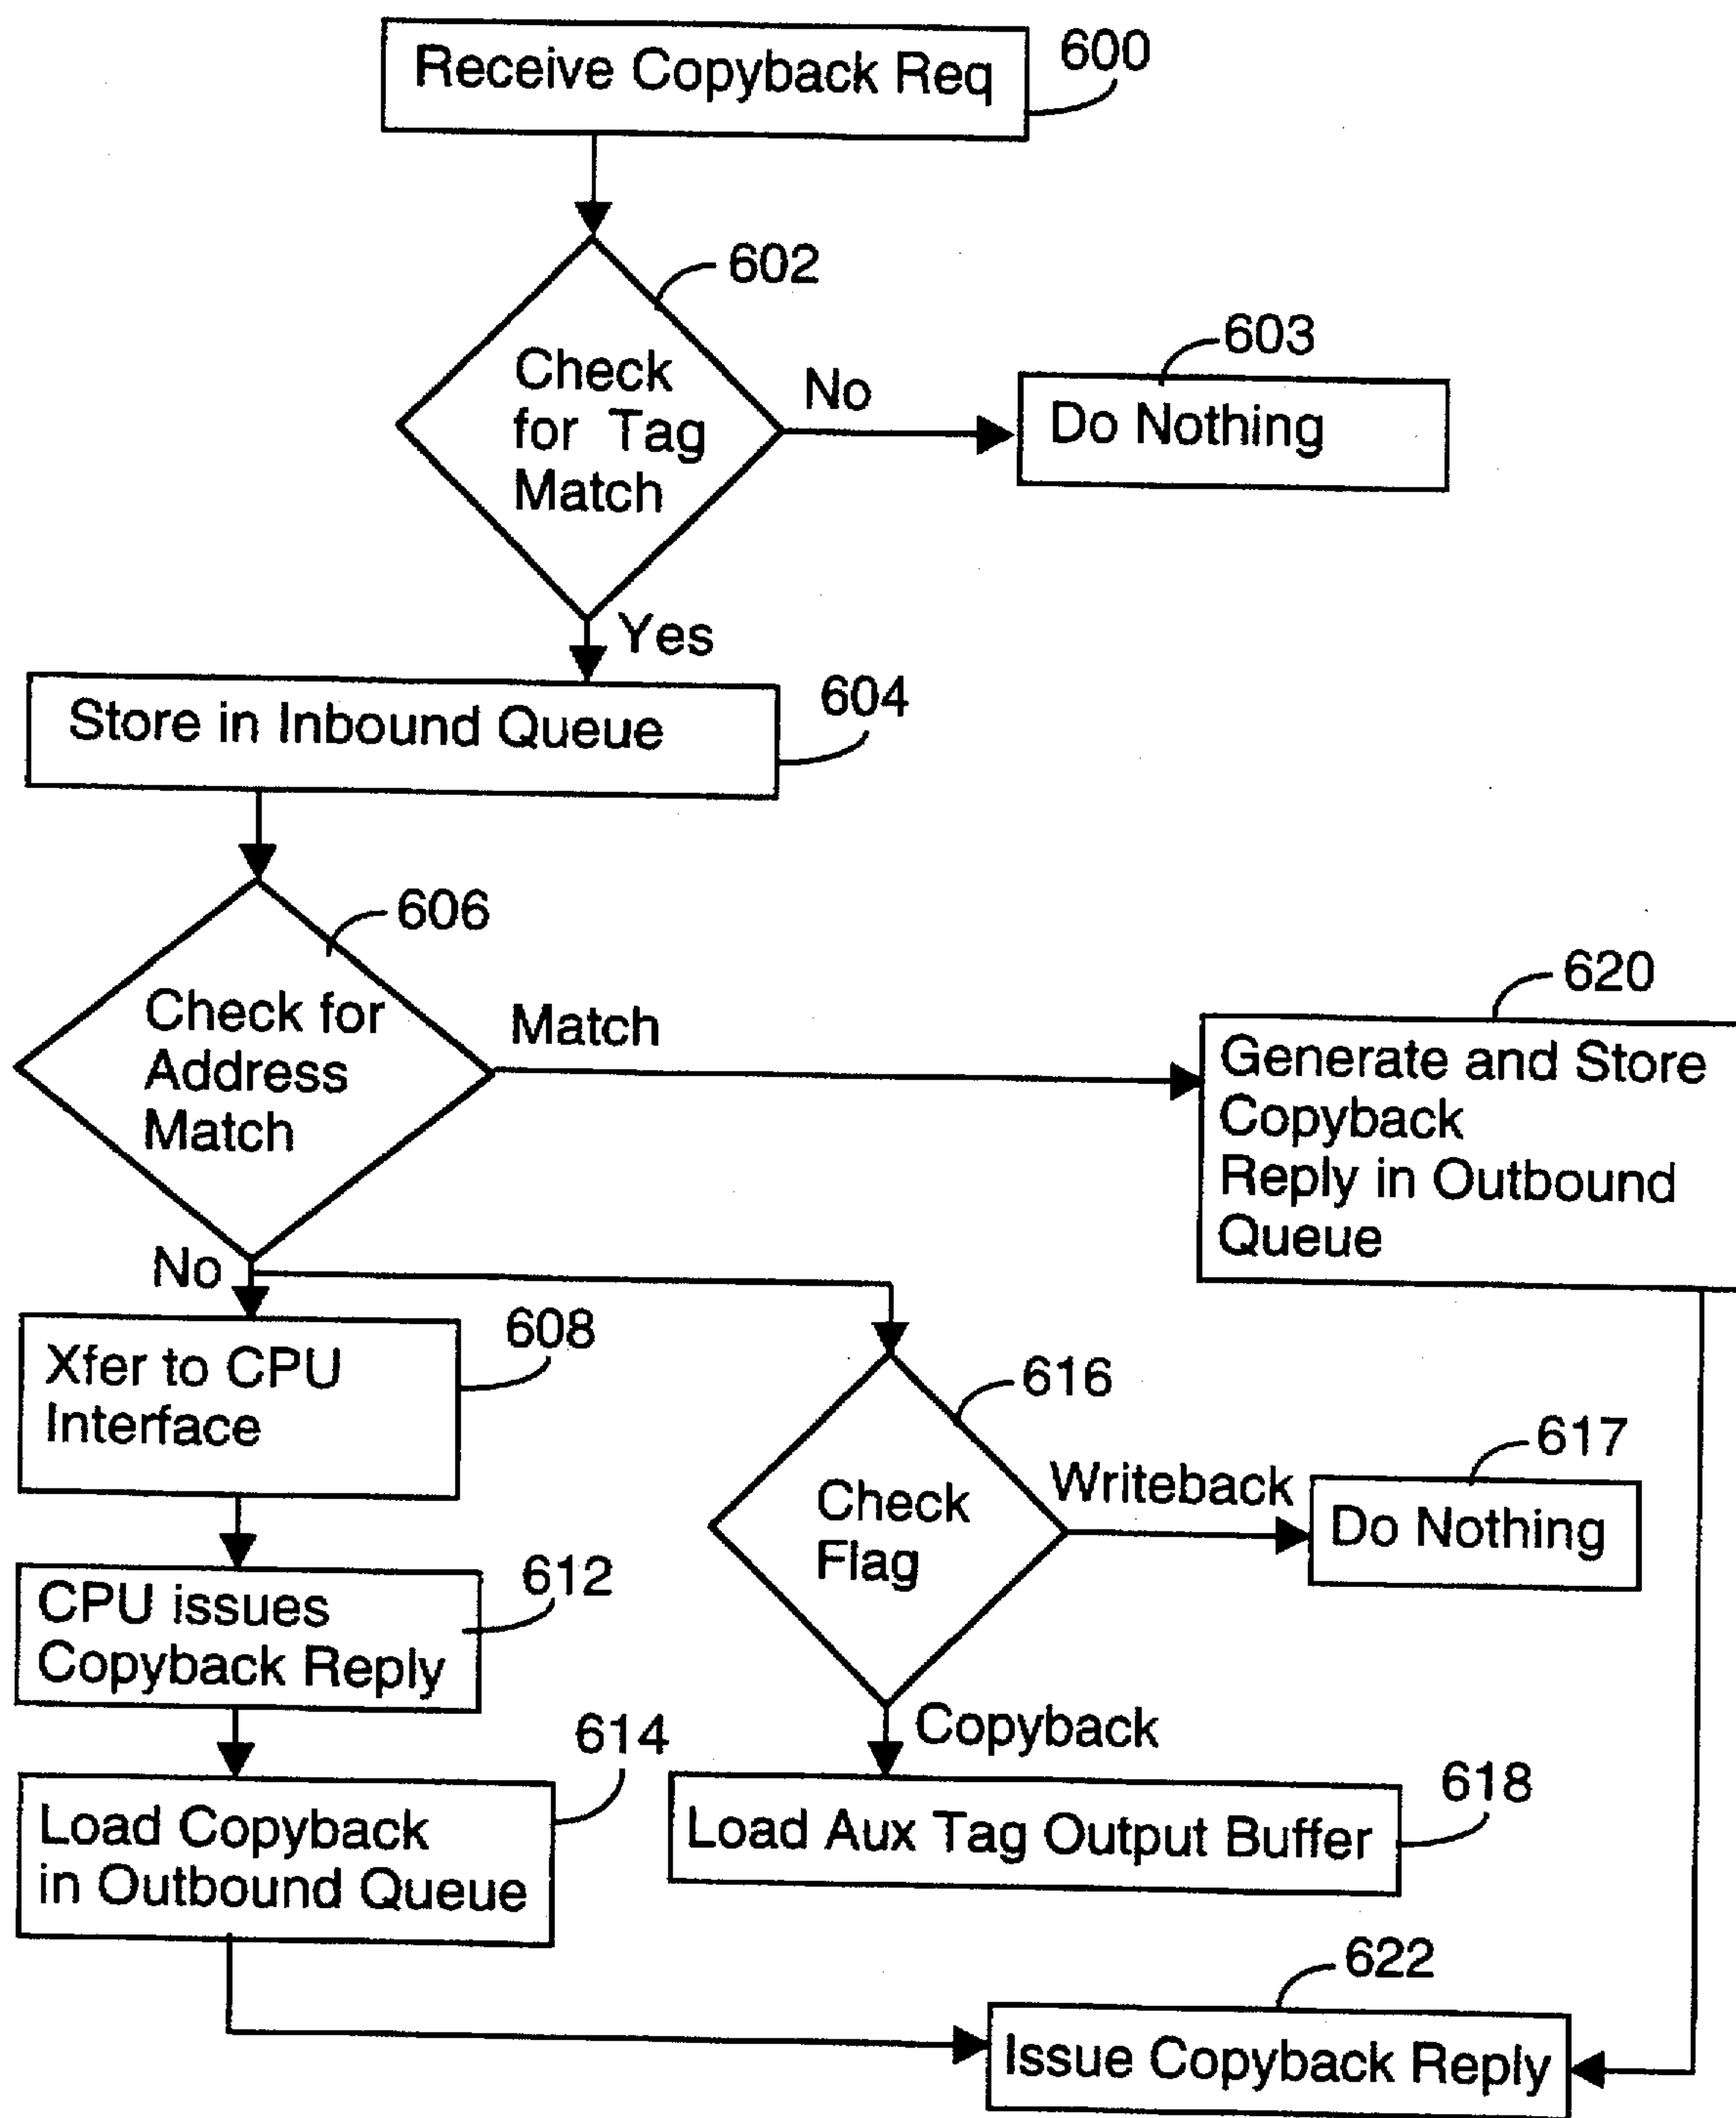 Receive Copyback Req
600
602
Check
for Tag
Match
No
603
Do Nothing
Yes
Store in Inbound Queue
604
606
Check for
Address
Match
Match
620
Generate and Store
Copyback
Reply in Outbound
Queue
No
Xfer to CPU
Interface
608
616
Check
Flag
Writeback
617
Do Nothing
CPU issues
Copyback Reply
612
Copyback
Load Copyback
in Outbound Queue
614
Load Aux Tag Output Buffer
618
622
Issue Copyback Reply